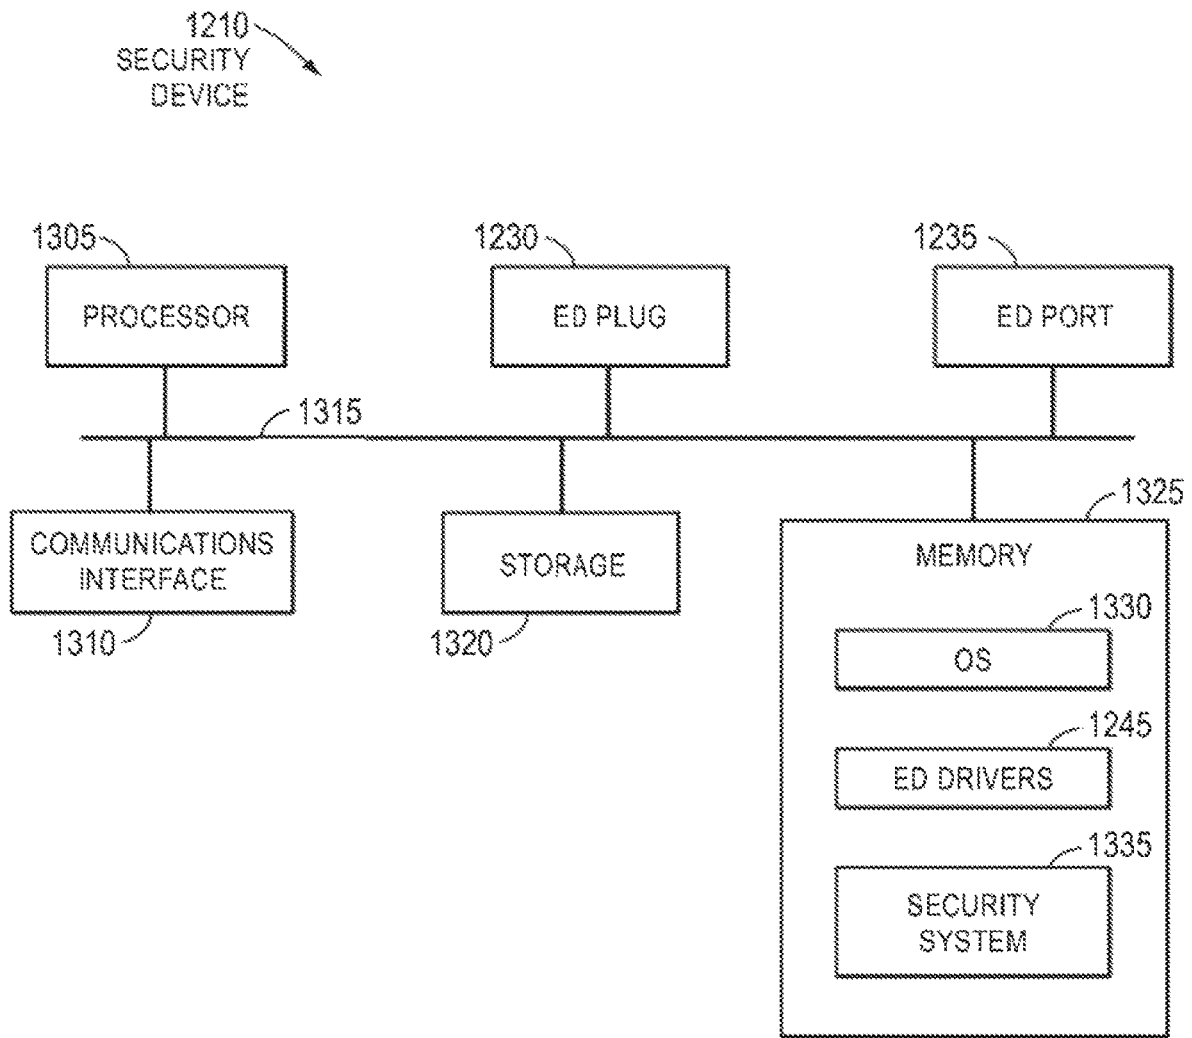 1210
SECURITY
DEVICE
1305
1230
1235
PROCESSOR
ED PLUG
ED PORT
1315
1325
COMMUNICATIONS
INTERFACE
STORAGE
MEMORY
1310
1320
1330
OS
1245
ED DRIVERS
1335
SECURITY
SYSTEM